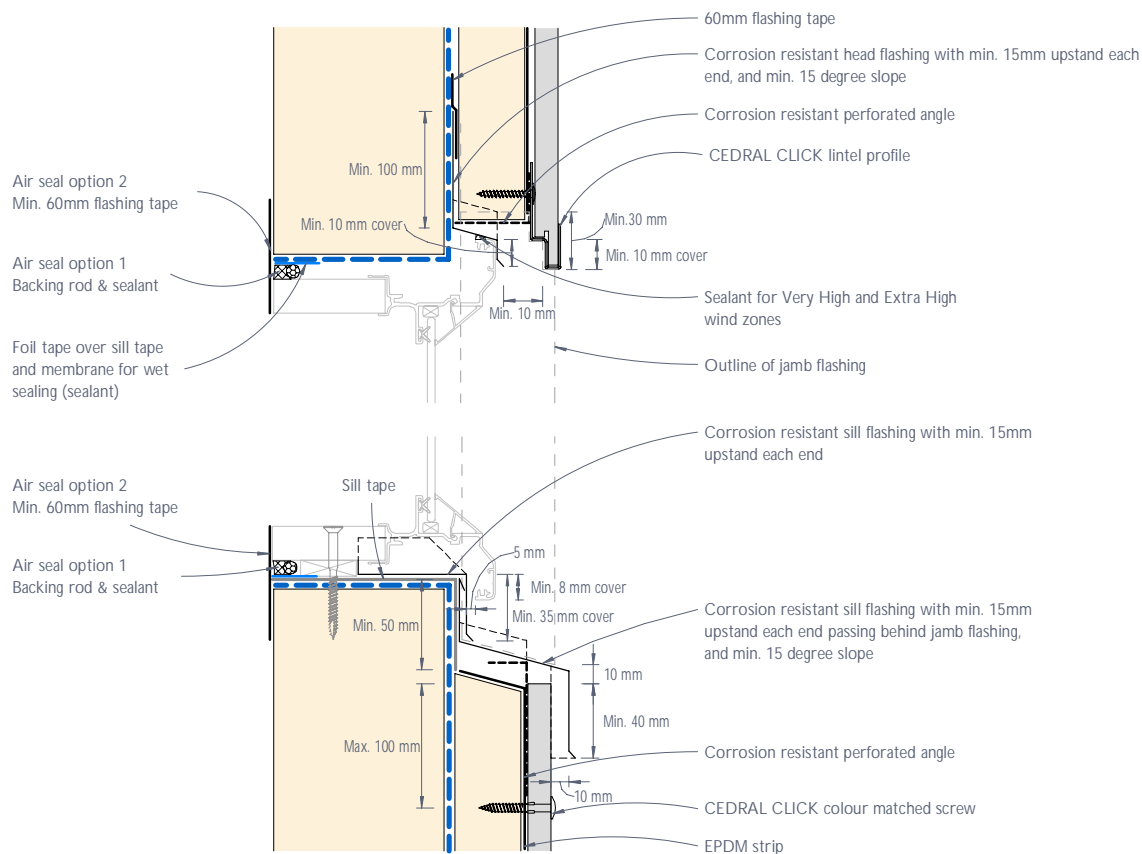 60mm flashing tape
Corrosion resistant head flashing with min. 15mm upstand each
end, and min. 15 degree slope
Corrosion resistant perforated angle
CEDRAL CLICK lintel profile
Min. 100 mm
Air seal option 2
Min. 60mm flashing tape
Min. 10 mm cover
Min.30 mm
Min. 10 mm cover
Air seal option 1
Backing rod & sealant
Min. 10 mm
Sealant for Very High and Extra High
wind zones
Foil tape over sill tape
and membrane for wet
sealing (sealant)
Outline of jamb flashing
Corrosion resistant sill flashing with min. 15mm
upstand each end
Air seal option 2
Min. 60mm flashing tape
Sill tape
5 mm
Air seal option 1
Backing rod & sealant
Min. 8 mm cover
Min. 35 mm cover
Min. 50 mm
Corrosion resistant sill flashing with min. 15mm
upstand each end passing behind jamb flashing,
and min. 15 degree slope
10 mm
Min. 40 mm
Max. 100 mm
Corrosion resistant perforated angle
10 mm
CEDRAL CLICK colour matched screw
EPDM strip